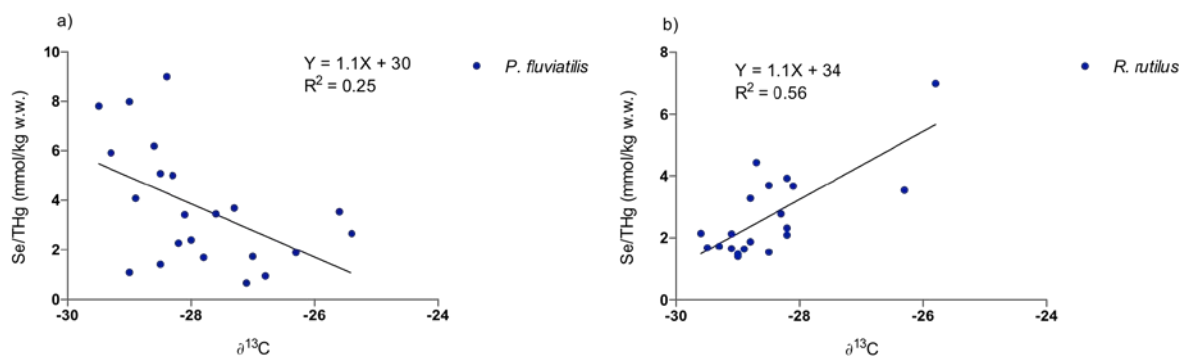 a)
Y = 1.1X + 30
R² = 0.25
P. fluviatilis
Se/THg (mmol/kg w.w.)
10
8
6
4
2
0
-30
-28
-26
-24
∂¹³C
b)
Y = 1.1X + 34
R² = 0.56
R. rutilus
Se/THg (mmol/kg w.w.)
8
6
4
2
0
-30
-28
-26
-24
∂¹³C